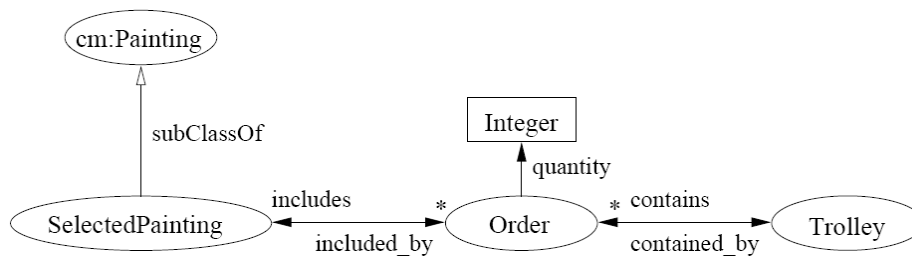 cm:Painting
subClassOf
Integer
quantity
SelectedPainting
includes
*
included_by
Order
*
contains
contained_by
Trolley